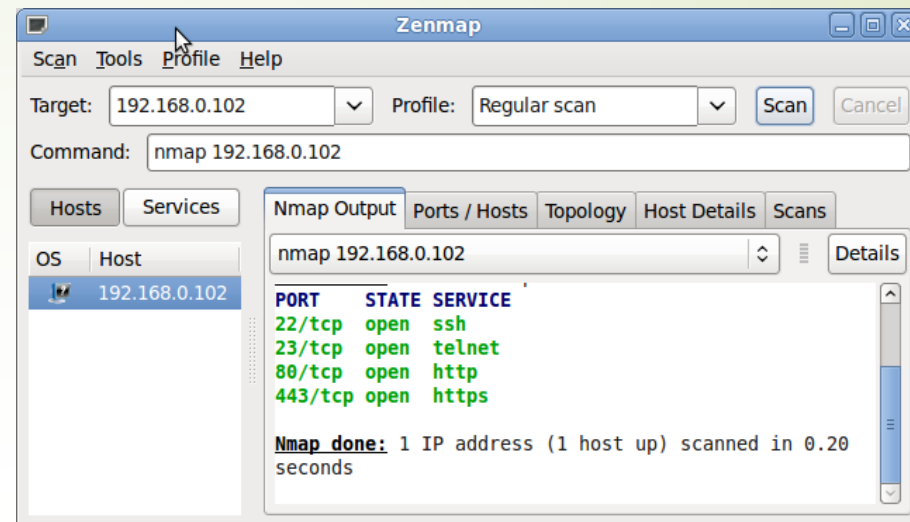 Zenmap
Scan Tools Profile Help
Target: 192.168.0.102 Profile: Regular scan Scan Cancel
Command: nmap 192.168.0.102
Hosts Services
Nmap Output Ports / Hosts Topology Host Details Scans
OS Host
nmap 192.168.0.102 Details
192.168.0.102
PORT STATE SERVICE
22/tcp open ssh
23/tcp open telnet
80/tcp open http
443/tcp open https
Nmap done: 1 IP address (1 host up) scanned in 0.20
seconds